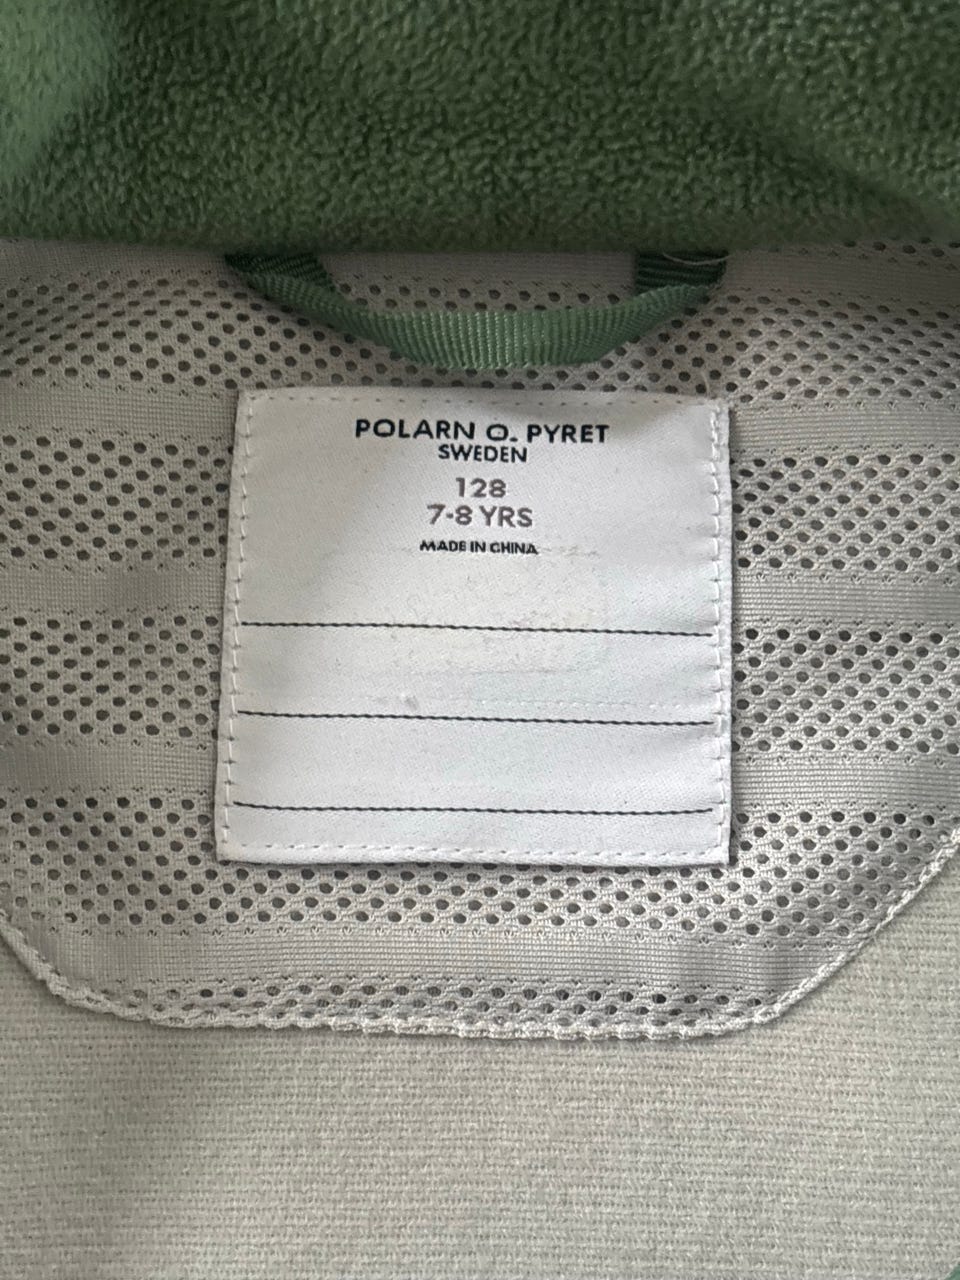 POLARN O. PYRET
SWEDEN
128
7-8 YRS
MADE IN CHINA